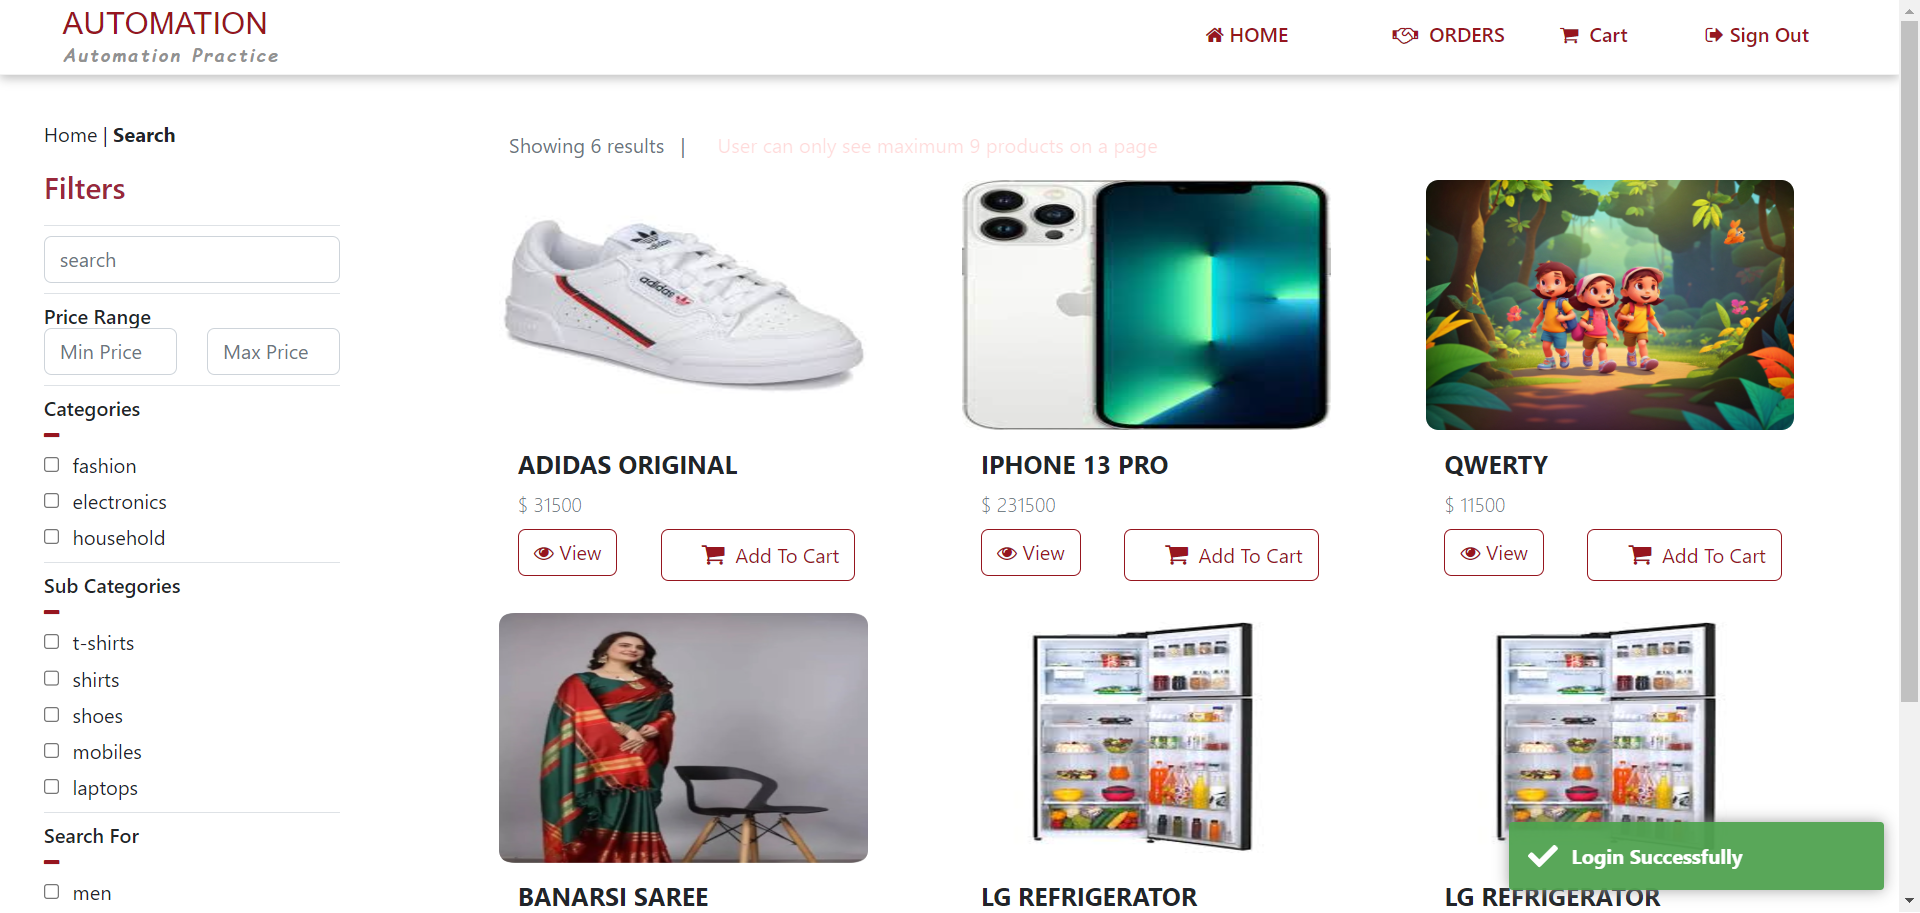 AUTOMATION
Automation Practice
HOME
ORDERS
Cart
Sign Out
Home | Search
Filters
search
Price Range
Min Price
Max Price
Categories
fashion
electronics
household
Sub Categories
t-shirts
shirts
shoes
mobiles
laptops
Search For
men
Showing 6 results |
User can only see maximum 9 products on a page
adidas
adidas
ADIDAS ORIGINAL
$ 31500
View
Add To Cart
IPHONE 13 PRO
$ 231500
View
Add To Cart
QWERTY
$ 11500
View
Add To Cart
BANARSI SAREE
LG REFRIGERATOR
LG REFRIGERATOR
Login Successfully